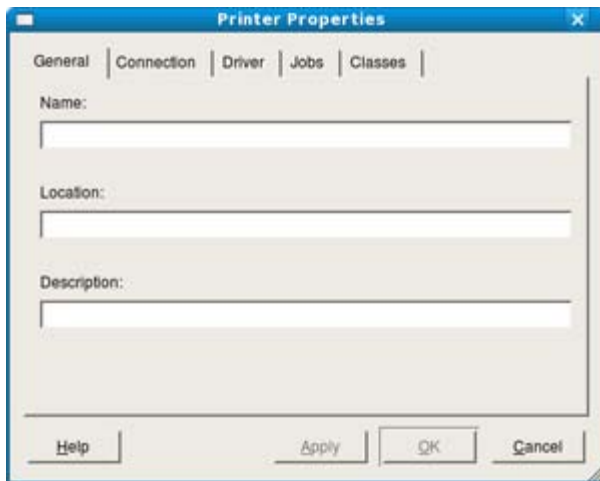 Printer Properties
General Connection Driver Jobs Classes
Name:
Location:
Description:
Help Apply OK Cancel